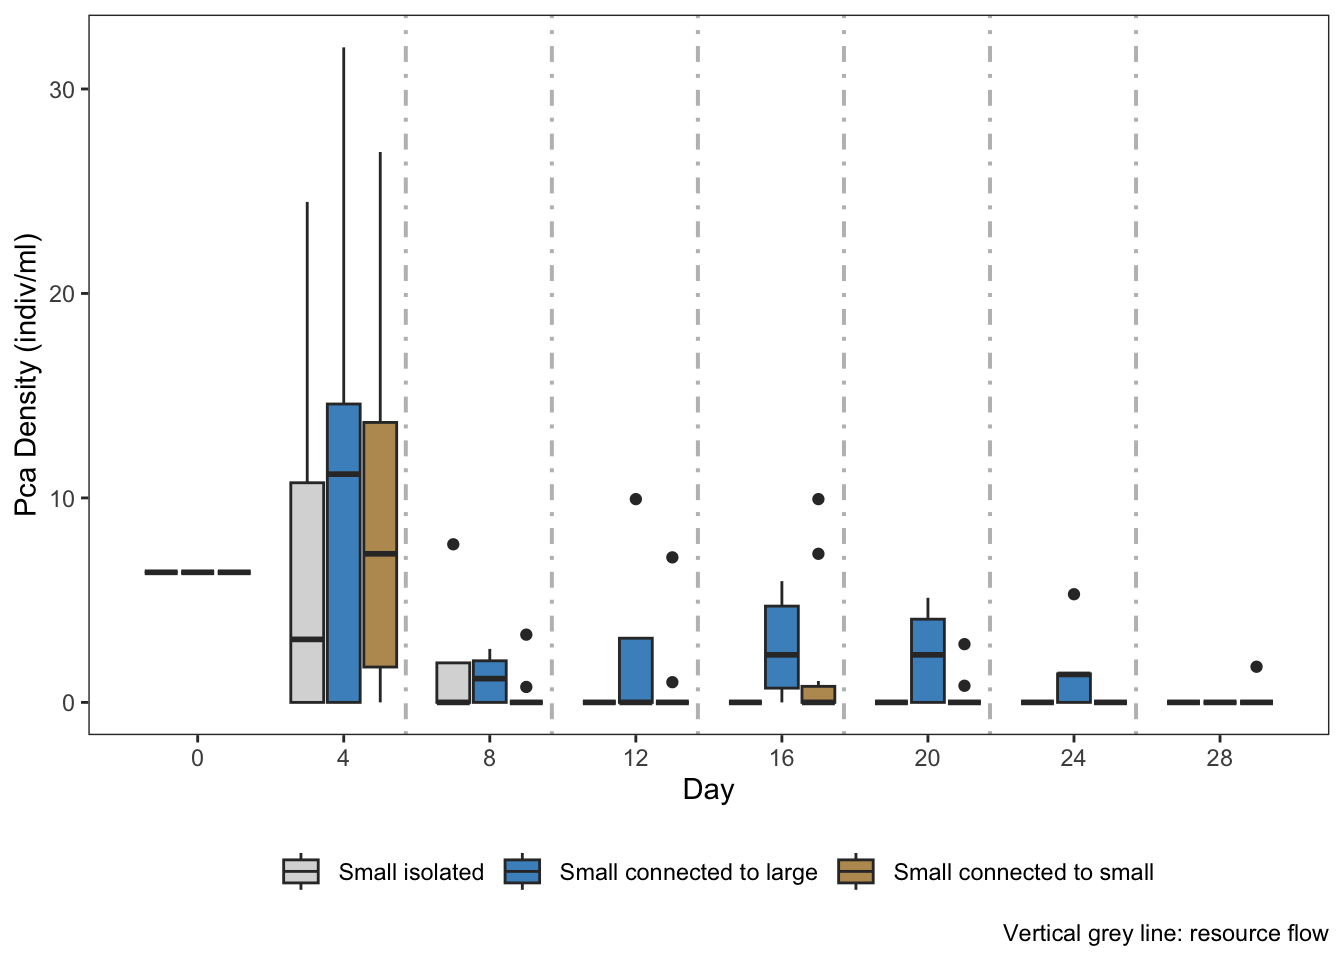 Pca Density (indiv/ml)
30
20
10
0
0 4 8 12 16 20 24 28
Day
Small isolated Small connected to large Small connected to small
Vertical grey line: resource flow